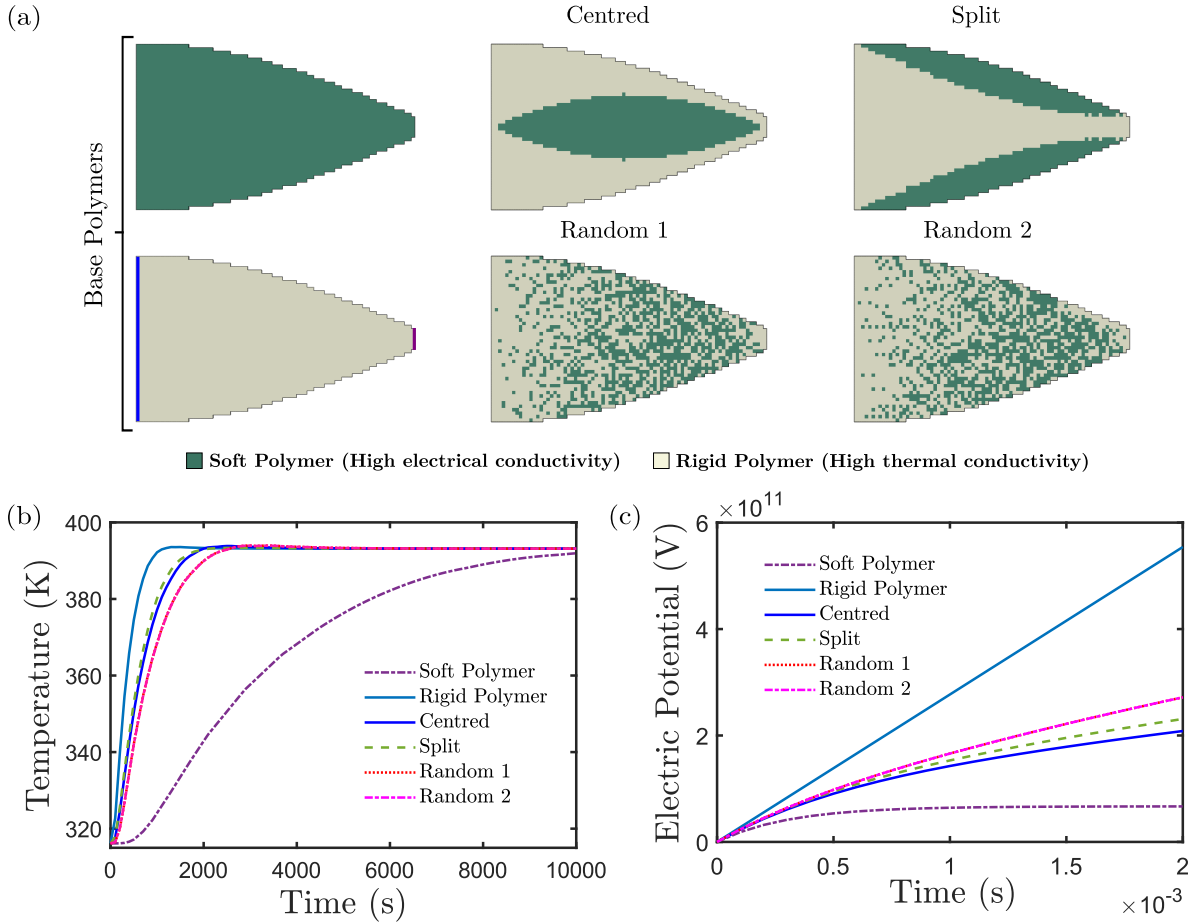 (a)
Centred
Split
Base Polymers
Random 1
Random 2
Soft Polymer (High electrical conductivity)
Rigid Polymer (High thermal conductivity)
(b)
400
380
360
340
320
Temperature (K)
Soft Polymer
Rigid Polymer
Centred
Split
Random 1
Random 2
0
2000
4000
6000
8000
10000
Time (s)
(c)
×10¹¹
6
4
2
0
Electric Potential (V)
Soft Polymer
Rigid Polymer
Centred
Split
Random 1
Random 2
0
0.5
1
1.5
2
Time (s)
×10⁻³